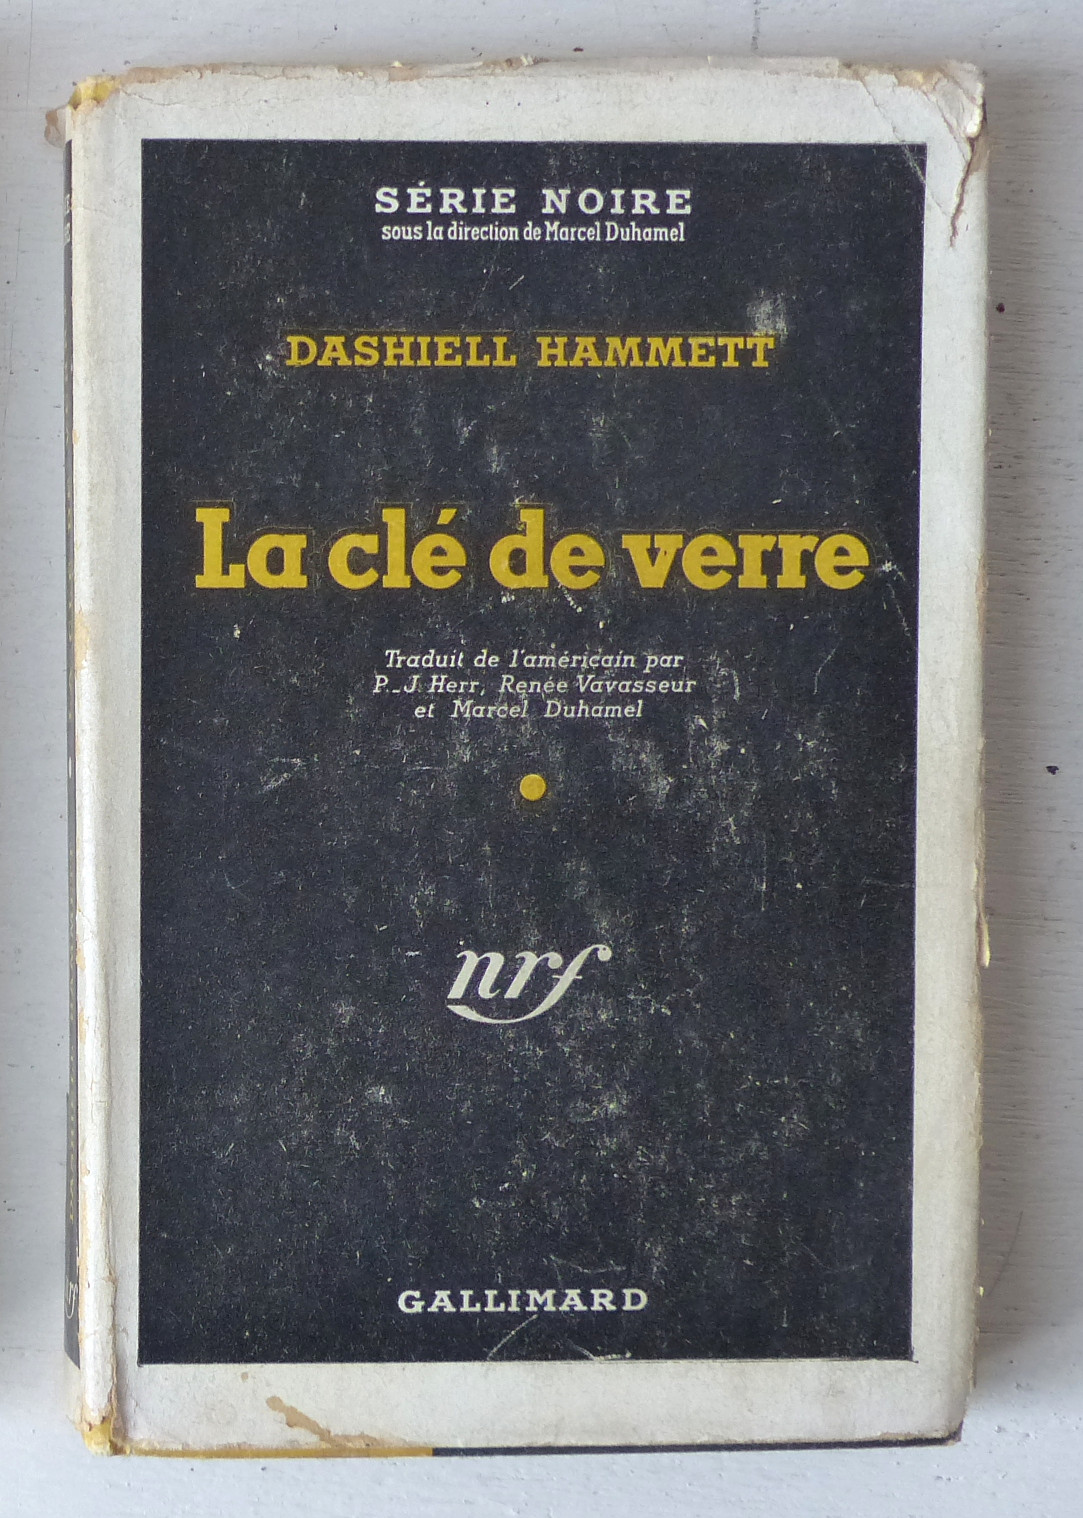 SÉRIE NOIRE
sous la direction de Marcel Duhamel
DASHIELL HAMMETT
La clé de verre
Traduit de l'américain par
P.-J. Herr, Renée Vavasseur
et Marcel Duhamel
nrf
GALLIMARD